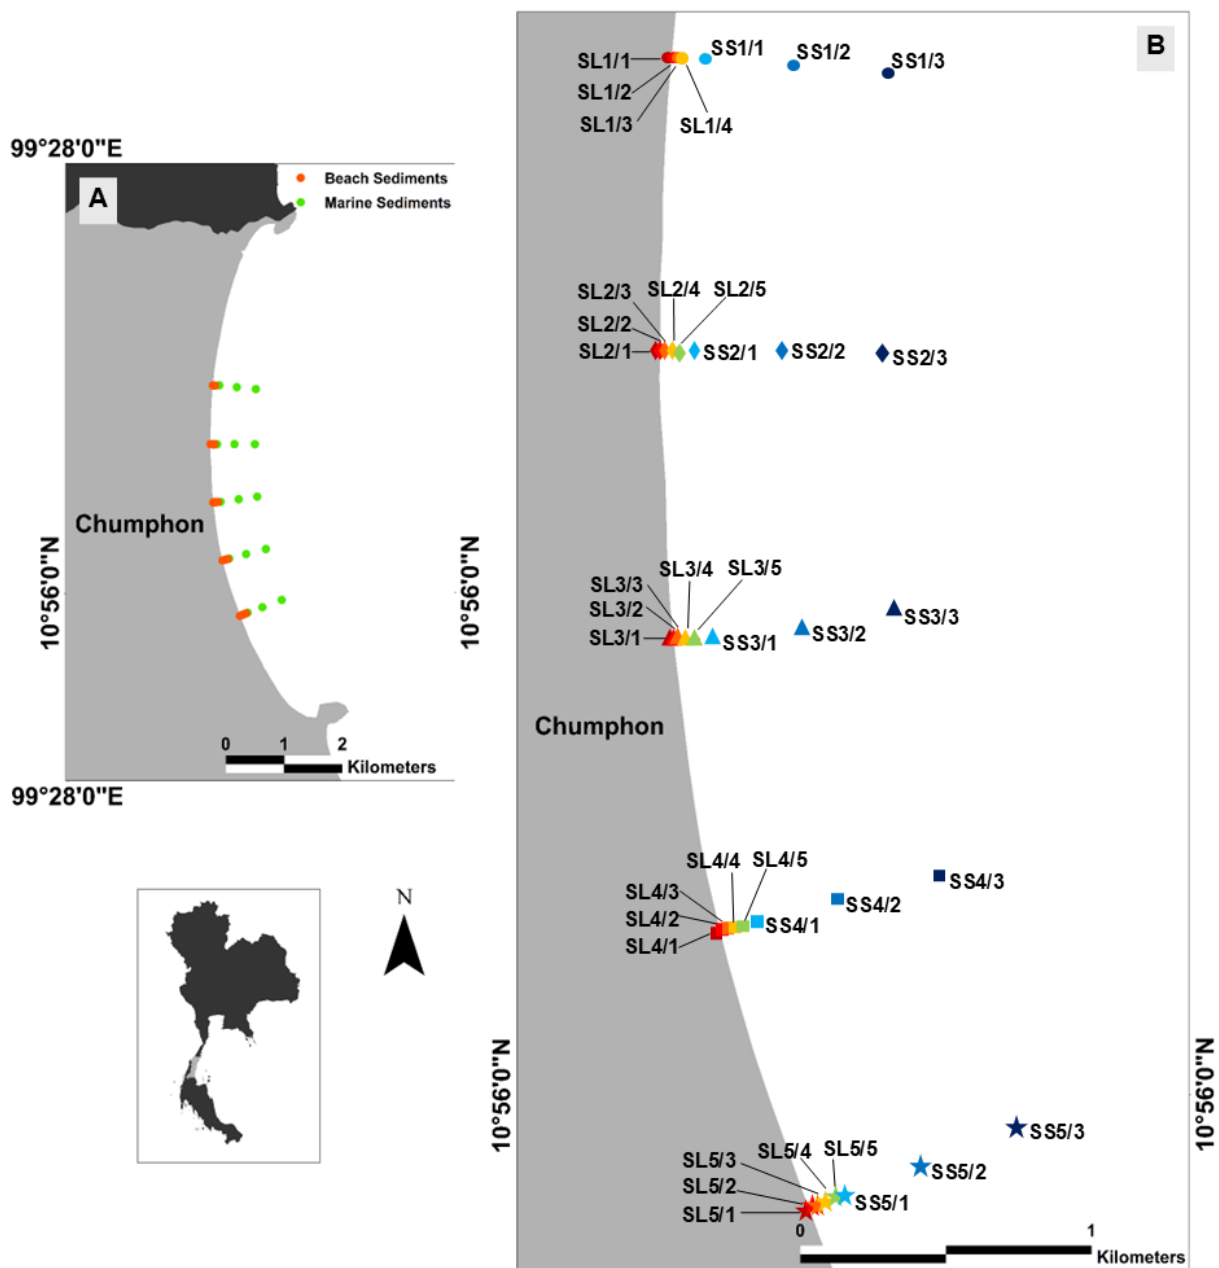 99°28'0"E
A
Beach Sediments
Marine Sediments
Chumphon
10°56'0"N
10°56'0"N
0 1 2
Kilometers
99°28'0"E
N
B
SL1/1
SL1/2
SL1/3
SL1/4
SS1/1
SS1/2
SS1/3
SL2/3
SL2/4
SL2/5
SL2/2
SL2/1
SS2/1
SS2/2
SS2/3
SL3/4
SL3/5
SL3/3
SL3/2
SL3/1
SS3/1
SS3/2
SS3/3
Chumphon
SL4/4
SL4/5
SL4/3
SL4/2
SL4/1
SS4/1
SS4/2
SS4/3
10°56'0"N
10°56'0"N
SL5/4
SL5/5
SL5/3
SL5/2
SL5/1
SS5/1
SS5/2
SS5/3
0 1
Kilometers